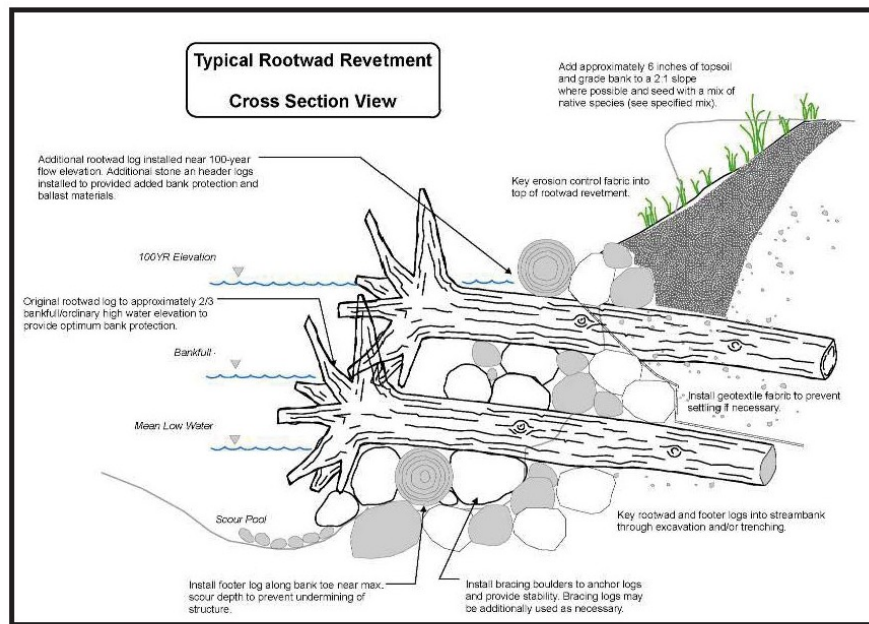 Typical Rootwad Revetment
Cross Section View
Add approximately 6 inches of topsoil
and grade bank to a 2:1 slope
where possible and seed with a mix of
native species (see specified mix).
Additional rootwad log installed near 100-year
flow elevation. Additional stone an header logs
installed to provided added bank protection and
ballast materials.
Key erosion control fabric into
top of rootwad revetment.
100YR Elevation
Original rootwad log to approximately 2/3
bankfull/ordinary high water elevation to
provide optimum bank protection.
Bankfull
Install geotextile fabric to prevent
settling if necessary.
Mean Low Water
Key rootwad and footer logs into streambank
through excavation and/or trenching.
Scour Pool
Install footer log along bank toe near max.
scour depth to prevent undermining of
structure.
Install bracing boulders to anchor logs
and provide stability. Bracing logs may
be additionally used as necessary.